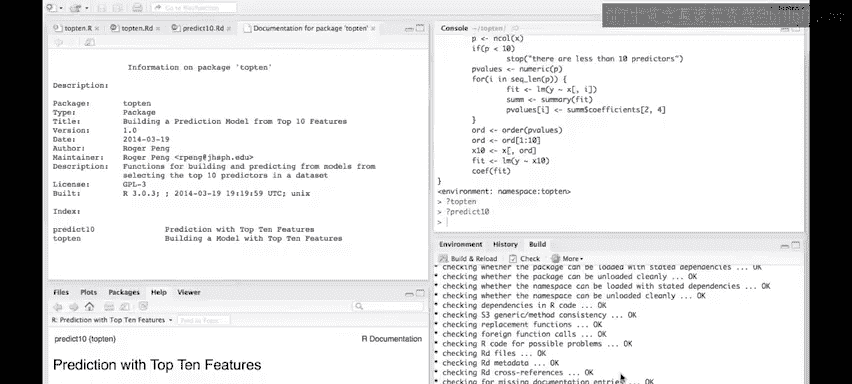 Go to file/function
topten.R
topten.Rd
predict10.Rd
Documentation for package 'topten'
Information on package 'topten'
Description:
Package: topten
Type: Package
Title: Building a Prediction Model from Top 10 Features
Version: 1.0
Date: 2014-03-19
Author: Roger Peng
Maintainer: Roger Peng <rpeng@jhsph.edu>
Description: Functions for building and predicting from models from
selecting the top 10 predictors in a dataset
License: GPL-3
Built: R 3.0.3; ; 2014-03-19 19:19:59 UTC; unix
Index:
predict10 Prediction with Top Ten Features
topten Building a Model with Top Ten Features
Files Plots Packages Help Viewer
R: Prediction with Top Ten Features
predict10 {topten} R Documentation
Prediction with Top Ten Features
Console ~/topten/
p <- ncol(x)
if(p < 10)
stop("there are less than 10 predictors")
pvalues <- numeric(p)
for(i in seq_len(p)) {
fit <- lm(y ~ x[, i])
summ <- summary(fit)
pvalues[i] <- summ$coefficients[2, 4]
}
ord <- order(pvalues)
ord <- ord[1:10]
x10 <- x[, ord]
fit <- lm(y ~ x10)
coef(fit)
}
<environment: namespace:topten>
> ?topten
> ?predict10
>
Environment History Build
Build & Reload Check More
* checking whether the package can be loaded with stated dependencies ... OK
* checking whether the package can be unloaded cleanly ... OK
* checking whether the namespace can be loaded with stated dependencies ... OK
* checking whether the namespace can be unloaded cleanly ... OK
* checking dependencies in R code ... OK
* checking S3 generic/method consistency ... OK
* checking replacement functions ... OK
* checking foreign function calls ... OK
* checking R code for possible problems ... OK
* checking Rd files ... OK
* checking Rd metadata ... OK
* checking Rd cross-references ... OK
* checking for missing documentation entries ... OK